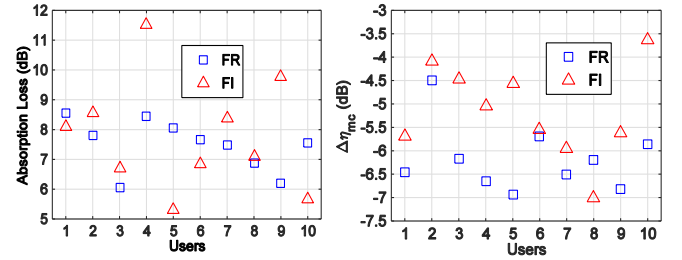 Absorption Loss (dB)
12
11
10
9
8
7
6
5
FR
FI
1 2 3 4 5 6 7 8 9 10
Users
Δη_mc (dB)
-3
-3.5
-4
-4.5
-5
-5.5
-6
-6.5
-7
-7.5
FR
FI
1 2 3 4 5 6 7 8 9 10
Users